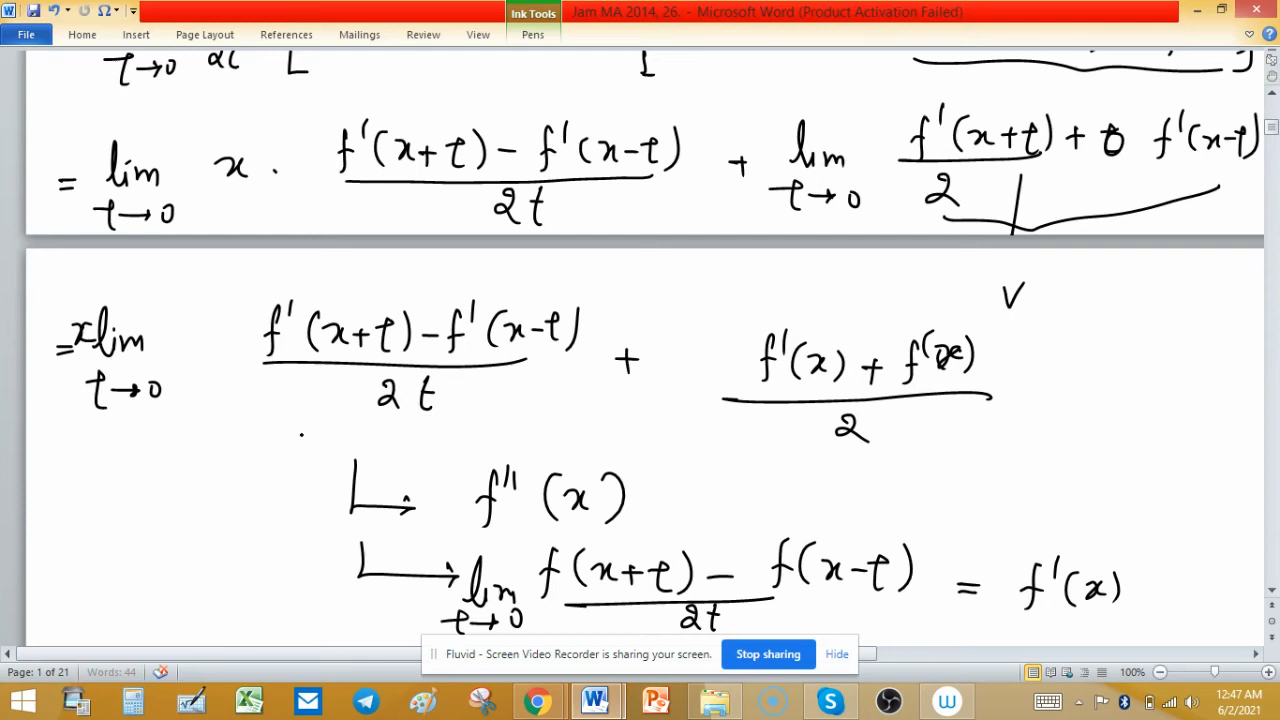 Ink Tools
Jam MA 2014, 26. - Microsoft Word (Product Activation Failed)
File Home Insert Page Layout References Mailings Review View Pens
t→0 2t
= lim t→0 x · f'(x+t) - f'(x-t) / 2t + lim t→0 f'(x+t) + f'(x-t) / 2
= x lim t→0 f'(x+t) - f'(x-t) / 2t + f'(x) + f'(x) / 2
f''(x)
lim t→0 f(x+t) - f(x-t) / 2t = f'(x)
Fluvid - Screen Video Recorder is sharing your screen. Stop sharing Hide
Page: 1 of 21 Words: 44 100%
12:47 AM
6/2/2021